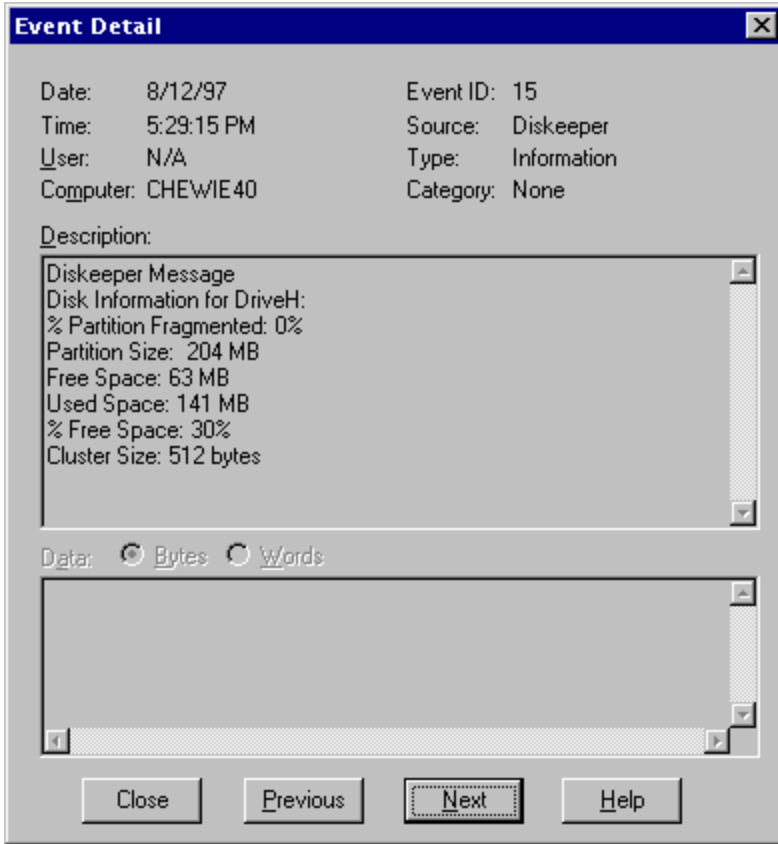 Event Detail
Date: 8/12/97 Event ID: 15
Time: 5:29:15 PM Source: Diskeeper
User: N/A Type: Information
Computer: CHEWIE40 Category: None
Description:
Diskeeper Message
Disk Information for DriveH:
% Partition Fragmented: 0%
Partition Size:  204 MB
Free Space: 63 MB
Used Space: 141 MB
% Free Space: 30%
Cluster Size: 512 bytes
Data: Bytes Words
Close Previous Next Help